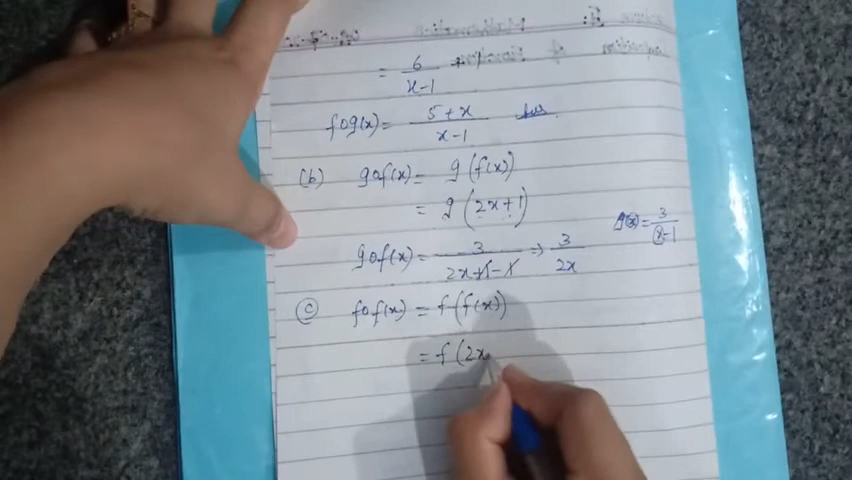 = 6/(x-1) + 1
fog(x) = (5+x)/(x-1)
(b) gof(x) = g(f(x))
= g(2x+1)
g(x) = 3/(x-1)
gof(x) = 3/(2x+1-1) => 3/2x
(c) fof(x) = f(f(x))
= f(2x